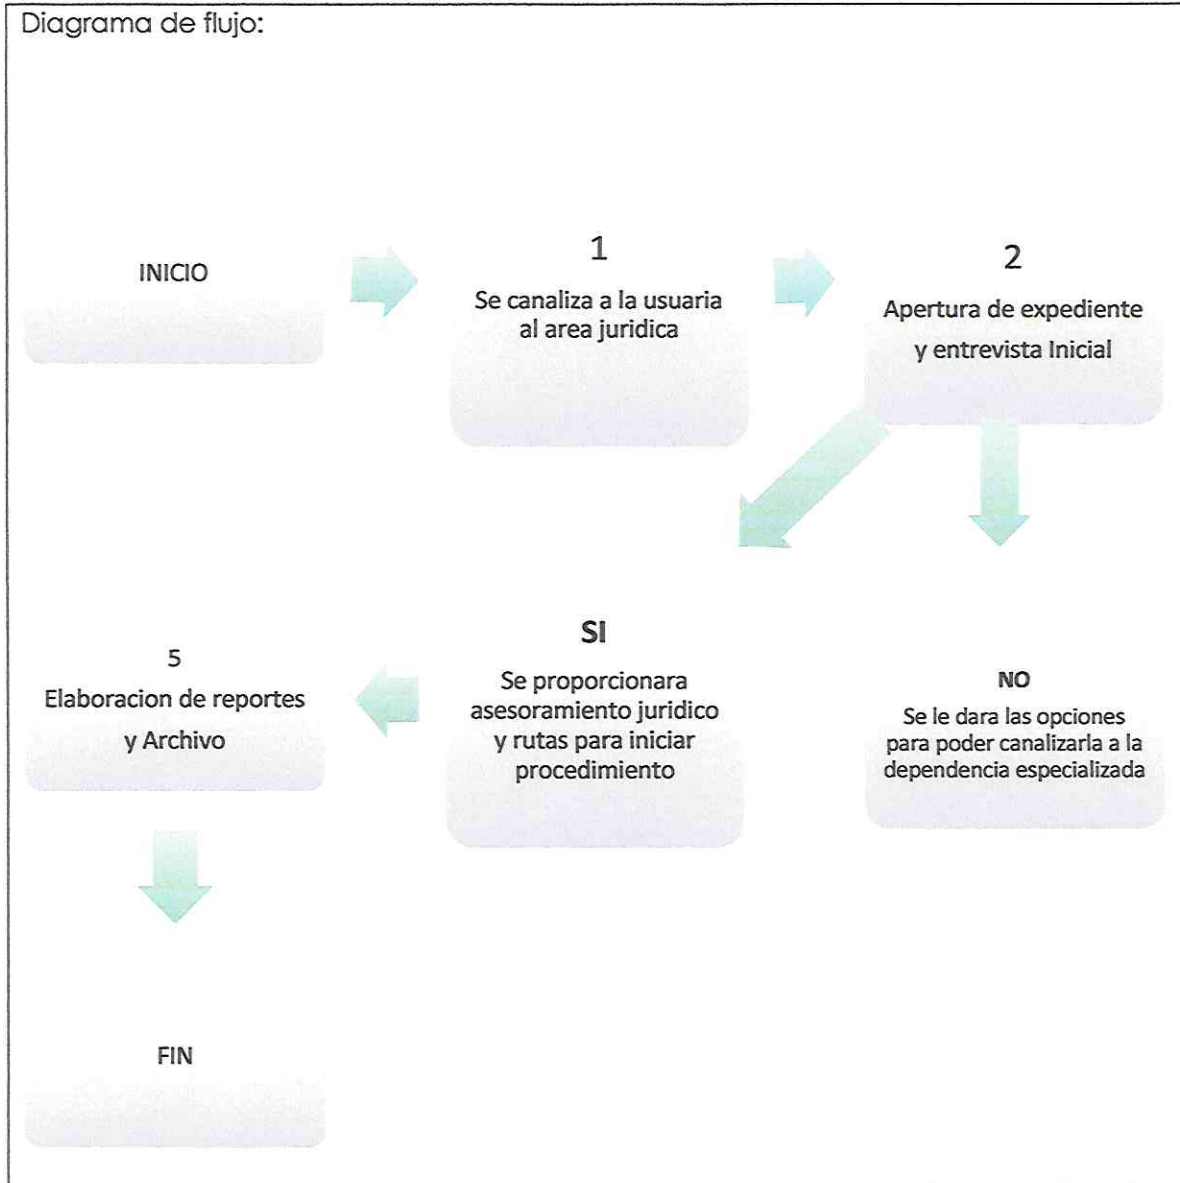 Diagrama de flujo:
INICIO
1
Se canaliza a la usuaria
al area juridica
2
Apertura de expediente
y entrevista Inicial
SI
Se proporcionara
asesoramiento juridico
y rutas para iniciar
procedimiento
NO
Se le dara las opciones
para poder canalizarla a la
dependencia especializada
5
Elaboracion de reportes
y Archivo
FIN